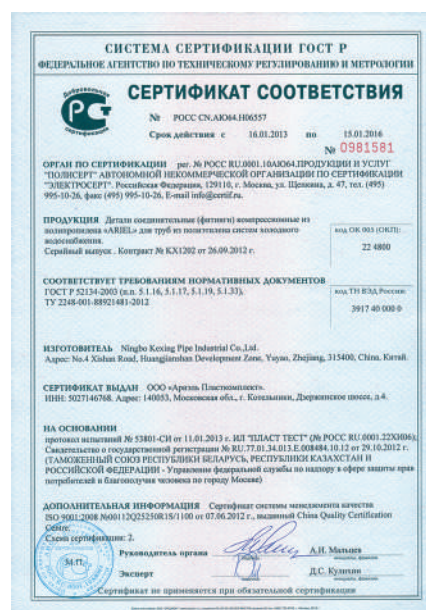 СИСТЕМА СЕРТИФИКАЦИИ ГОСТ Р
ФЕДЕРАЛЬНОЕ АГЕНТСТВО ПО ТЕХНИЧЕСКОМУ РЕГУЛИРОВАНИЮ И МЕТРОЛОГИИ
Добровольная сертификация
СЕРТИФИКАТ СООТВЕТСТВИЯ
№ РОСС CN.АЮ64.Н06557
Срок действия с 16.01.2013 по 15.01.2016
№ 0981581
ОРГАН ПО СЕРТИФИКАЦИИ рег. № РОСС RU.0001.10АЮ64.ПРОДУКЦИИ И УСЛУГ
"ПОЛИСЕРТ" АВТОНОМНОЙ НЕКОММЕРЧЕСКОЙ ОРГАНИЗАЦИИ ПО СЕРТИФИКАЦИИ
"ЭЛЕКТРОСЕРТ". Российская Федерация, 129110, г. Москва, ул. Щепкина, д. 47, тел. (495)
995-10-26, факс (495) 995-10-26, E-mail info@certif.ru.
ПРОДУКЦИЯ Детали соединительные (фитинги) компрессионные из
полипропилена «ARIEL» для труб из полиэтилена систем холодного
водоснабжения.
Серийный выпуск . Контракт № KX1202 от 26.09.2012 г.
код ОК 005 (ОКП):
22 4800
СООТВЕТСТВУЕТ ТРЕБОВАНИЯМ НОРМАТИВНЫХ ДОКУМЕНТОВ
ГОСТ Р 52134-2003 (п.п. 5.1.16, 5.1.17, 5.1.19, 5.1.33),
ТУ 2248-001-88921481-2012
код ТН ВЭД России:
3917 40 000 0
ИЗГОТОВИТЕЛЬ Ningbo Kexing Pipe Industrial Co.,Ltd.
Адрес: No.4 Xishan Road, Huangjianshan Development Zone, Yuyao, Zhejiang, 315400, China. Китай.
СЕРТИФИКАТ ВЫДАН ООО «Ариэль Пласткомплект».
ИНН: 5027146768. Адрес: 140053, Московская обл., г. Котельники, Дзержинское шоссе, д.4.
НА ОСНОВАНИИ
протокол испытаний № 53801-СИ от 11.01.2013 г. ИЛ "ПЛАСТ ТЕСТ" (№ РОСС RU.0001.22ХИ06);
Свидетельство о государственной регистрации № RU.77.01.34.013.Е.008484.10.12 от 29.10.2012 г.
(ТАМОЖЕННЫЙ СОЮЗ РЕСПУБЛИКИ БЕЛАРУСЬ, РЕСПУБЛИКИ КАЗАХСТАН И
РОССИЙСКОЙ ФЕДЕРАЦИИ - Управление федеральной службы по надзору в сфере защиты прав
потребителей и благополучия человека по городу Москве)
ДОПОЛНИТЕЛЬНАЯ ИНФОРМАЦИЯ Сертификат системы менеджмента качества
ISO 9001:2008 №00112Q25250R1S/1100 от 07.06.2012 г., выданный China Quality Certification
Centre.
Схема сертификации: 2.
М.П.
Руководитель органа А.И. Мальцев
Эксперт Д.С. Куличин
Сертификат не применяется при обязательной сертификации